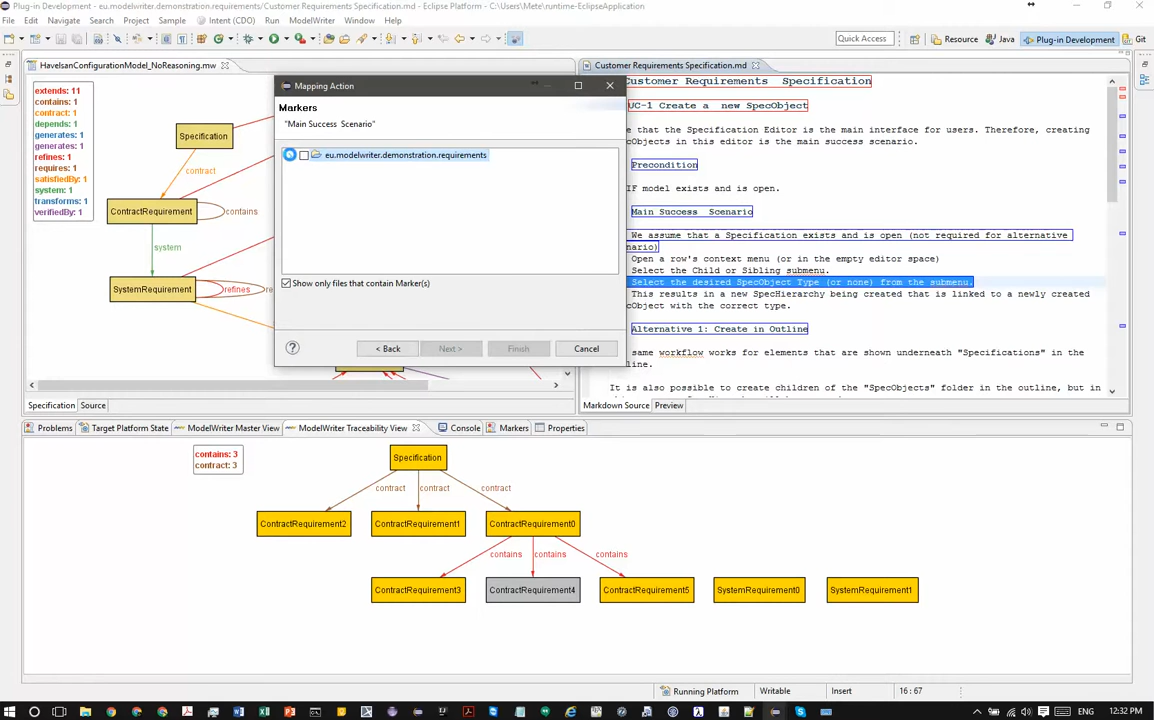 Plug-in Development - eu.modelwriter.demonstration.requirements/Customer Requirements Specification.md - Eclipse Platform - C:\Users\Mete\runtime-EclipseApplication
File Edit Navigate Search Project Sample Intent (CDO) Run ModelWriter Window Help
Quick Access Resource Java Plug-in Development Git
HavelsanConfigurationModel_NoReasoning.mw
Customer Requirements Specification.md
extends: 11
contains: 1
contract: 1
depends: 1
generates: 1
generates: 1
refines: 1
requires: 1
satisfiedBy: 1
system: 1
transforms: 1
verifiedBy: 1
Specification
contract
ContractRequirement
contains
system
SystemRequirement
refines
Mapping Action
Markers
"Main Success Scenario"
eu.modelwriter.demonstration.requirements
Show only files that contain Marker(s)
< Back
Next >
Finish
Cancel
Customer Requirements Specification
UC-1 Create a new SpecObject
e that the Specification Editor is the main interface for users. Therefore, creating
cObjects in this editor is the main success scenario.
Precondition
IF model exists and is open.
Main Success Scenario
We assume that a Specification exists and is open (not required for alternative
nario)
Open a row's context menu (or in the empty editor space)
Select the Child or Sibling submenu.
Select the desired SpecObject Type (or none) from the submenu.
This results in a new SpecHierarchy being created that is linked to a newly created
Object with the correct type.
Alternative 1: Create in Outline
same workflow works for elements that are shown underneath "Specifications" in the
line.
It is also possible to create children of the "SpecObjects" folder in the outline, but in
Specification Source
Markdown Source Preview
Problems Target Platform State ModelWriter Master View ModelWriter Traceability View Console Markers Properties
contains: 3
contract: 3
Specification
contract contract contract
ContractRequirement2 ContractRequirement1 ContractRequirement0
contains contains contains
ContractRequirement3 ContractRequirement4 ContractRequirement5 SystemRequirement0 SystemRequirement1
Running Platform Writable Insert 16 : 67
ENG 12:32 PM